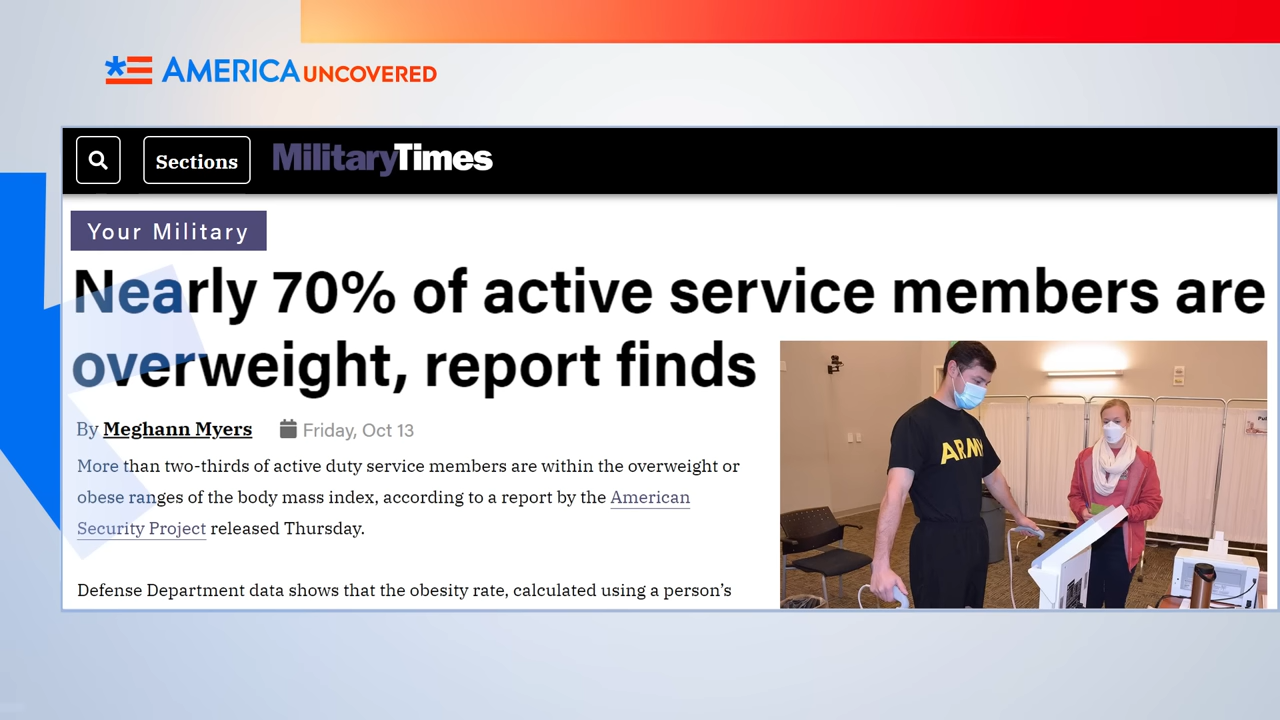 AMERICA UNCOVERED
Sections
MilitaryTimes
Your Military
Nearly 70% of active service members are
overweight, report finds
By Meghann Myers Friday, Oct 13
More than two-thirds of active duty service members are within the overweight or
obese ranges of the body mass index, according to a report by the American
Security Project released Thursday.
Defense Department data shows that the obesity rate, calculated using a person's
ARMY